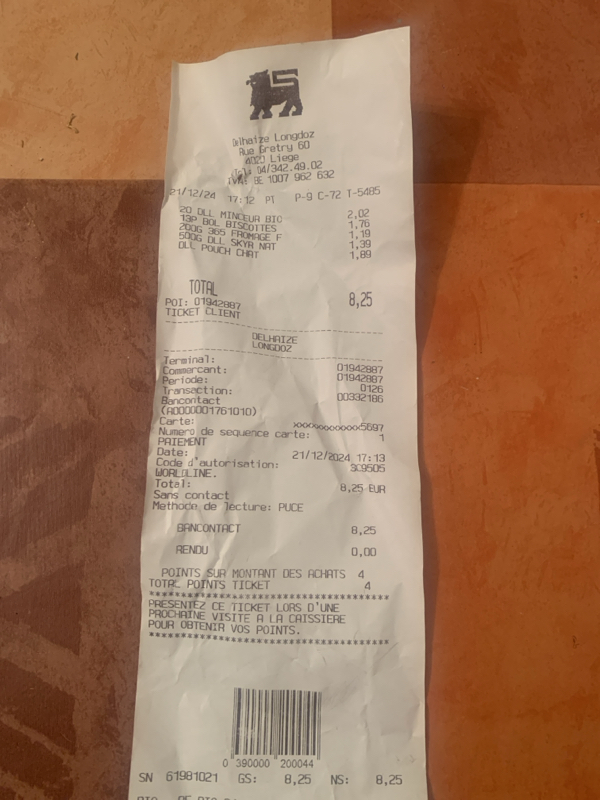 Delhaize Longdoz
Rue Gretry 60
4020 Liege
Tel: 04/342.49.02
TVA: BE 1007 962 632
21/12/24 17:12 PT P-9 C-72 T-5485
20 DLL MINCEUR BIO 2,02
13P BOL BISCOTTES 1,76
200G 365 FROMAGE F 1,19
500G DLL SKYR NAT 1,39
DLL POUCH CHAT 1,89
TOTAL 8,25
POI: 01942887
TICKET CLIENT
DELHAIZE
LONGDOZ
Terminal: 01942887
Commercant: 01942887
Periode: 0126
Transaction: 00332186
Bancontact
(A0000001761010)
Carte: xxxxxxxxxxxxx5697
Numero de sequence carte: 1
PAIEMENT
Date: 21/12/2024 17:13
Code d'autorisation: 3C9505
WORLDLINE.
Total: 8,25 EUR
Sans contact
Methode de lecture: PUCE
BANCONTACT 8,25
RENDU 0,00
POINTS SUR MONTANT DES ACHATS 4
TOTAL POINTS TICKET 4
****************************************
PRESENTEZ CE TICKET LORS D'UNE
PROCHAINE VISITE A LA CAISSIERE
POUR OBTENIR VOS POINTS.
****************************************
0 390000 200044
SN 61981021 GS: 8,25 NS: 8,25